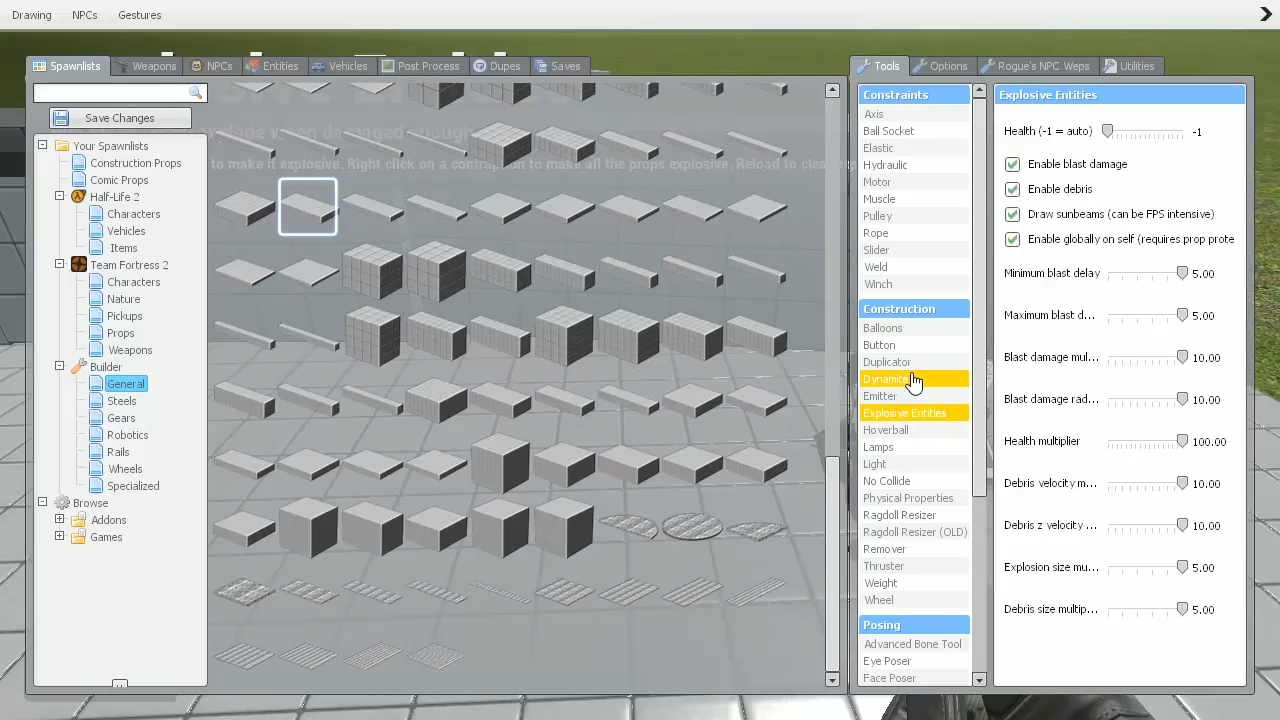 Drawing NPCs Gestures
Spawnlists Weapons NPCs Entities Vehicles Post Process Dupes Saves
Save Changes
Your Spawnlists
Construction Props
Comic Props
Half-Life 2
Characters
Vehicles
Items
Team Fortress 2
Characters
Nature
Pickups
Props
Weapons
Builder
General
Steels
Gears
Robotics
Rails
Wheels
Specialized
Browse
Addons
Games
explode when damaged enough
to make it explosive. Right click on a contraption to make all the props explosive. Reload to clea
Tools Options Rogue's NPC Weps Utilities
Constraints
Axis
Ball Socket
Elastic
Hydraulic
Motor
Muscle
Pulley
Rope
Slider
Weld
Winch
Construction
Balloons
Button
Duplicator
Dynamite
Emitter
Explosive Entities
Hoverball
Lamps
Light
No Collide
Physical Properties
Ragdoll Resizer
Ragdoll Resizer (OLD)
Remover
Thruster
Weight
Wheel
Posing
Advanced Bone Tool
Eye Poser
Face Poser
Explosive Entities
Health (-1 = auto) -1
Enable blast damage
Enable debris
Draw sunbeams (can be FPS intensive)
Enable globally on self (requires prop prote
Minimum blast delay 5.00
Maximum blast d... 5.00
Blast damage mul... 10.00
Blast damage rad... 10.00
Health multiplier 100.00
Debris velocity m... 10.00
Debris z velocity ... 10.00
Explosion size mu... 5.00
Debris size multip... 5.00